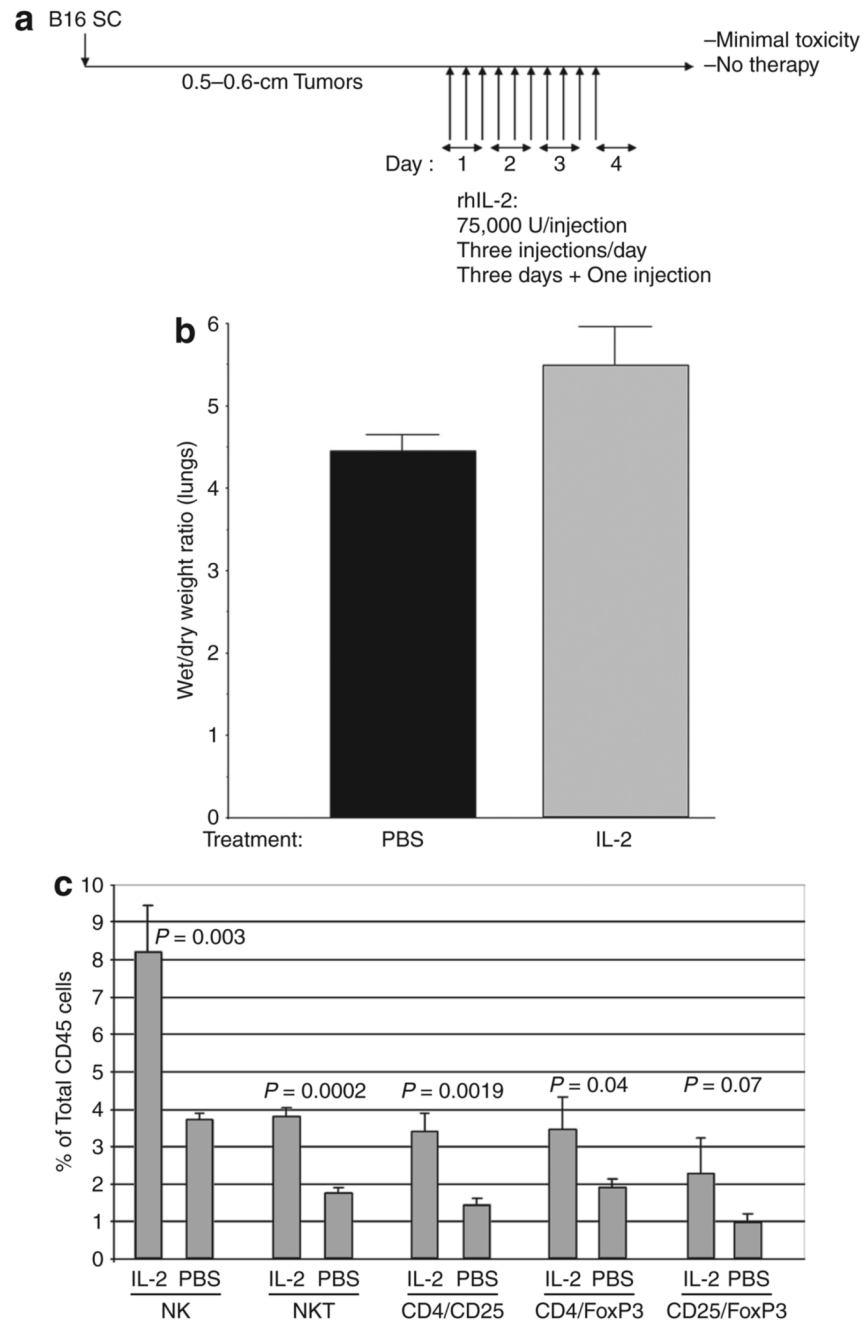 a
B16 SC
–Minimal toxicity
–No therapy
0.5–0.6-cm Tumors
Day : 1 2 3 4
rhIL-2:
75,000 U/injection
Three injections/day
Three days + One injection
b
Wet/dry weight ratio (lungs)
6
5
4
3
2
1
0
Treatment: PBS IL-2
c
% of Total CD45 cells
10
9
8
7
6
5
4
3
2
1
0
P = 0.003
P = 0.0002 P = 0.0019 P = 0.04 P = 0.07
IL-2 PBS IL-2 PBS IL-2 PBS IL-2 PBS IL-2 PBS
NK NKT CD4/CD25 CD4/FoxP3 CD25/FoxP3